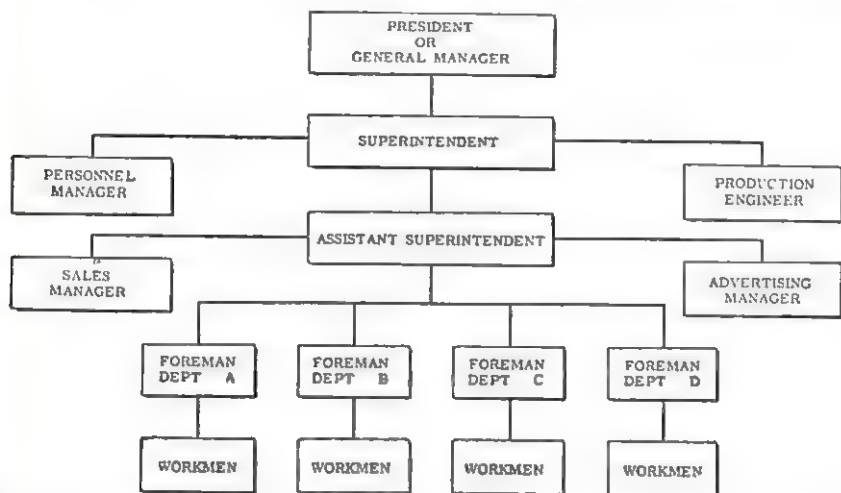 PRESIDENT
OR
GENERAL MANAGER
SUPERINTENDENT
PERSONNEL
MANAGER
PRODUCTION
ENGINEER
ASSISTANT SUPERINTENDENT
SALES
MANAGER
ADVERTISING
MANAGER
FOREMAN
DEPT A
FOREMAN
DEPT B
FOREMAN
DEPT C
FOREMAN
DEPT D
WORKMEN
WORKMEN
WORKMEN
WORKMEN